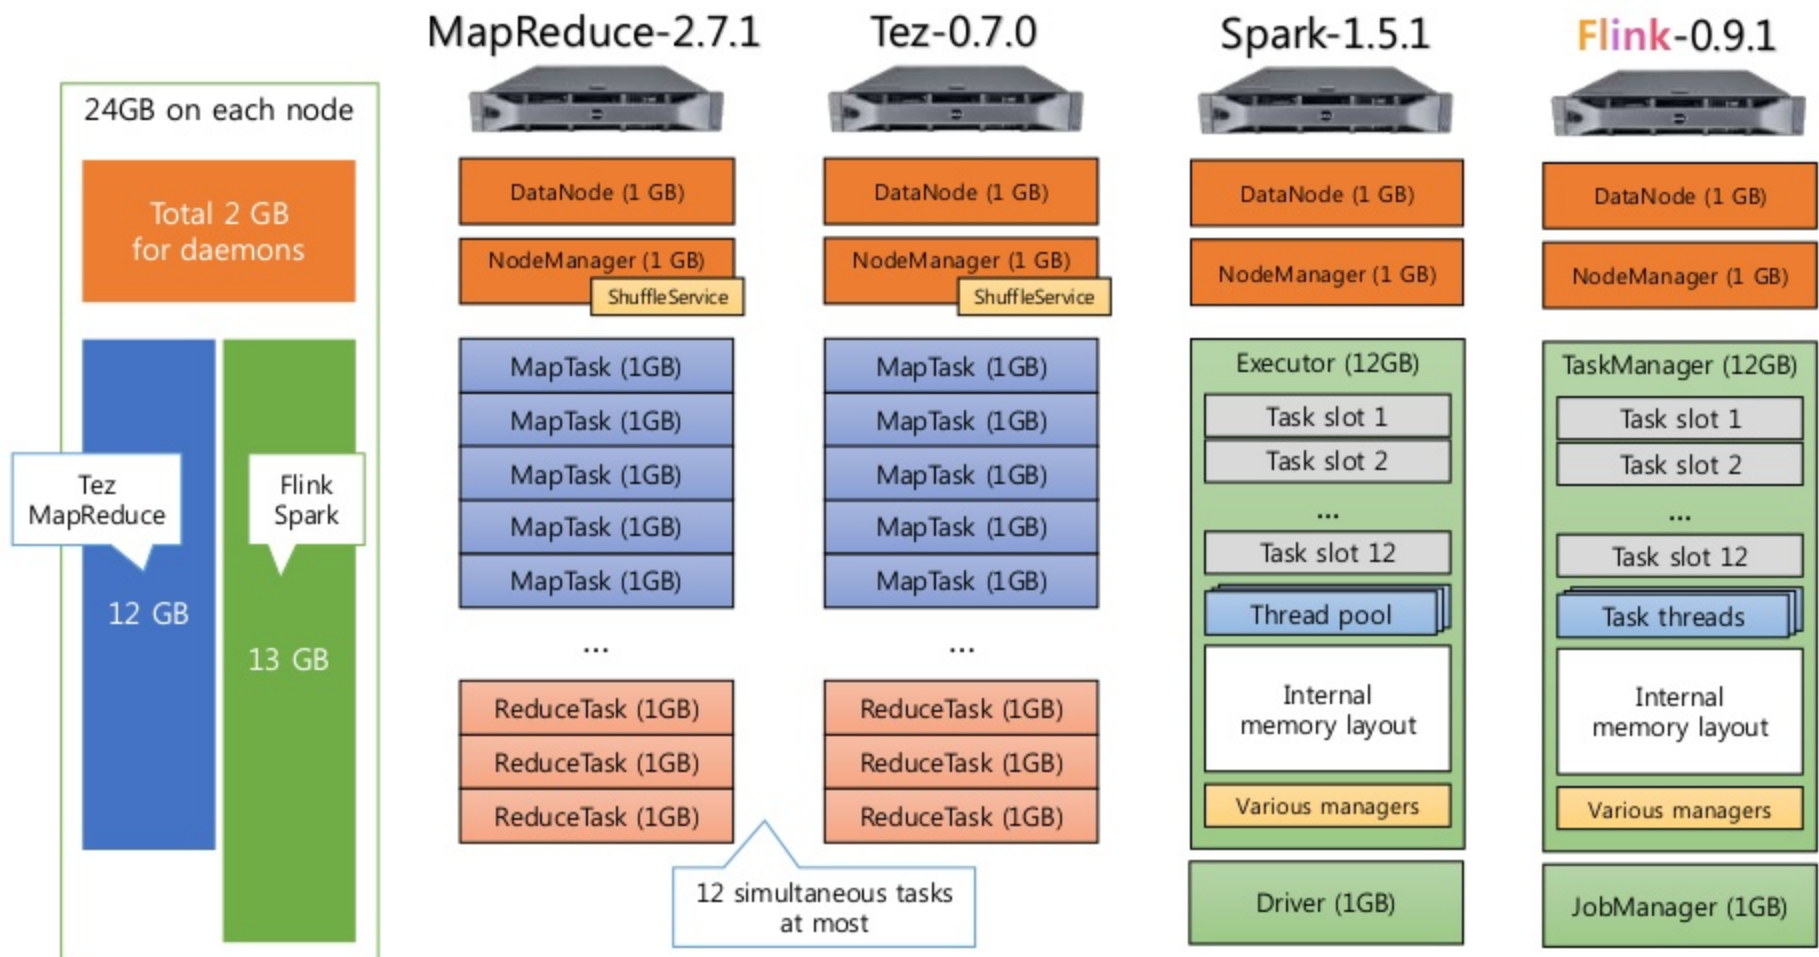 MapReduce-2.7.1
Tez-0.7.0
Spark-1.5.1
Flink-0.9.1
24GB on each node
Total 2 GB
for daemons
Tez
MapReduce
12 GB
Flink
Spark
13 GB
DataNode (1 GB)
NodeManager (1 GB)
ShuffleService
MapTask (1GB)
MapTask (1GB)
MapTask (1GB)
MapTask (1GB)
MapTask (1GB)
...
ReduceTask (1GB)
ReduceTask (1GB)
ReduceTask (1GB)
DataNode (1 GB)
NodeManager (1 GB)
ShuffleService
MapTask (1GB)
MapTask (1GB)
MapTask (1GB)
MapTask (1GB)
MapTask (1GB)
...
ReduceTask (1GB)
ReduceTask (1GB)
ReduceTask (1GB)
12 simultaneous tasks
at most
DataNode (1 GB)
NodeManager (1 GB)
Executor (12GB)
Task slot 1
Task slot 2
...
Task slot 12
Thread pool
Internal
memory layout
Various managers
Driver (1GB)
DataNode (1 GB)
NodeManager (1 GB)
TaskManager (12GB)
Task slot 1
Task slot 2
...
Task slot 12
Task threads
Internal
memory layout
Various managers
JobManager (1GB)